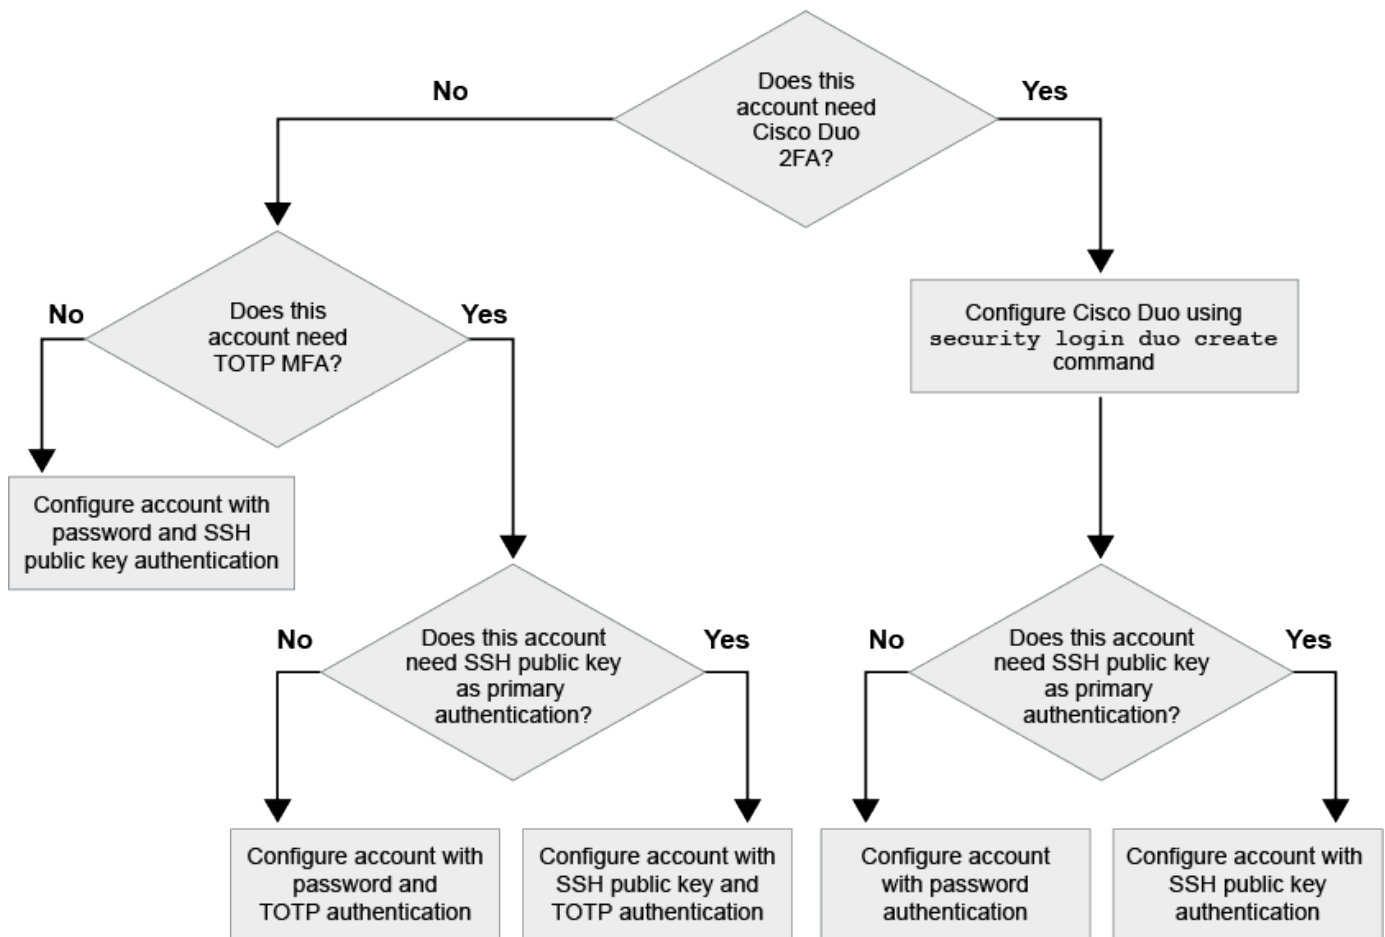 Does this
account need
Cisco Duo
2FA?
No
Yes
Does this
account need
TOTP MFA?
No
Yes
Configure Cisco Duo using
security login duo create
command
Configure account with
password and SSH
public key authentication
Does this account
need SSH public key
as primary
authentication?
No
Yes
Does this account
need SSH public key
as primary
authentication?
No
Yes
Configure account with
password and
TOTP authentication
Configure account with
SSH public key and
TOTP authentication
Configure account
with password
authentication
Configure account with
SSH public key
authentication